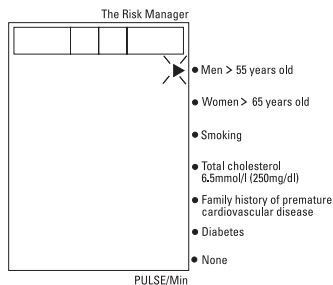 The Risk Manager
● Men > 55 years old
● Women > 65 years old
● Smoking
● Total cholesterol
6.5mmol/l (250mg/dl)
● Family history of premature
cardiovascular disease
● Diabetes
● None
PULSE/Min